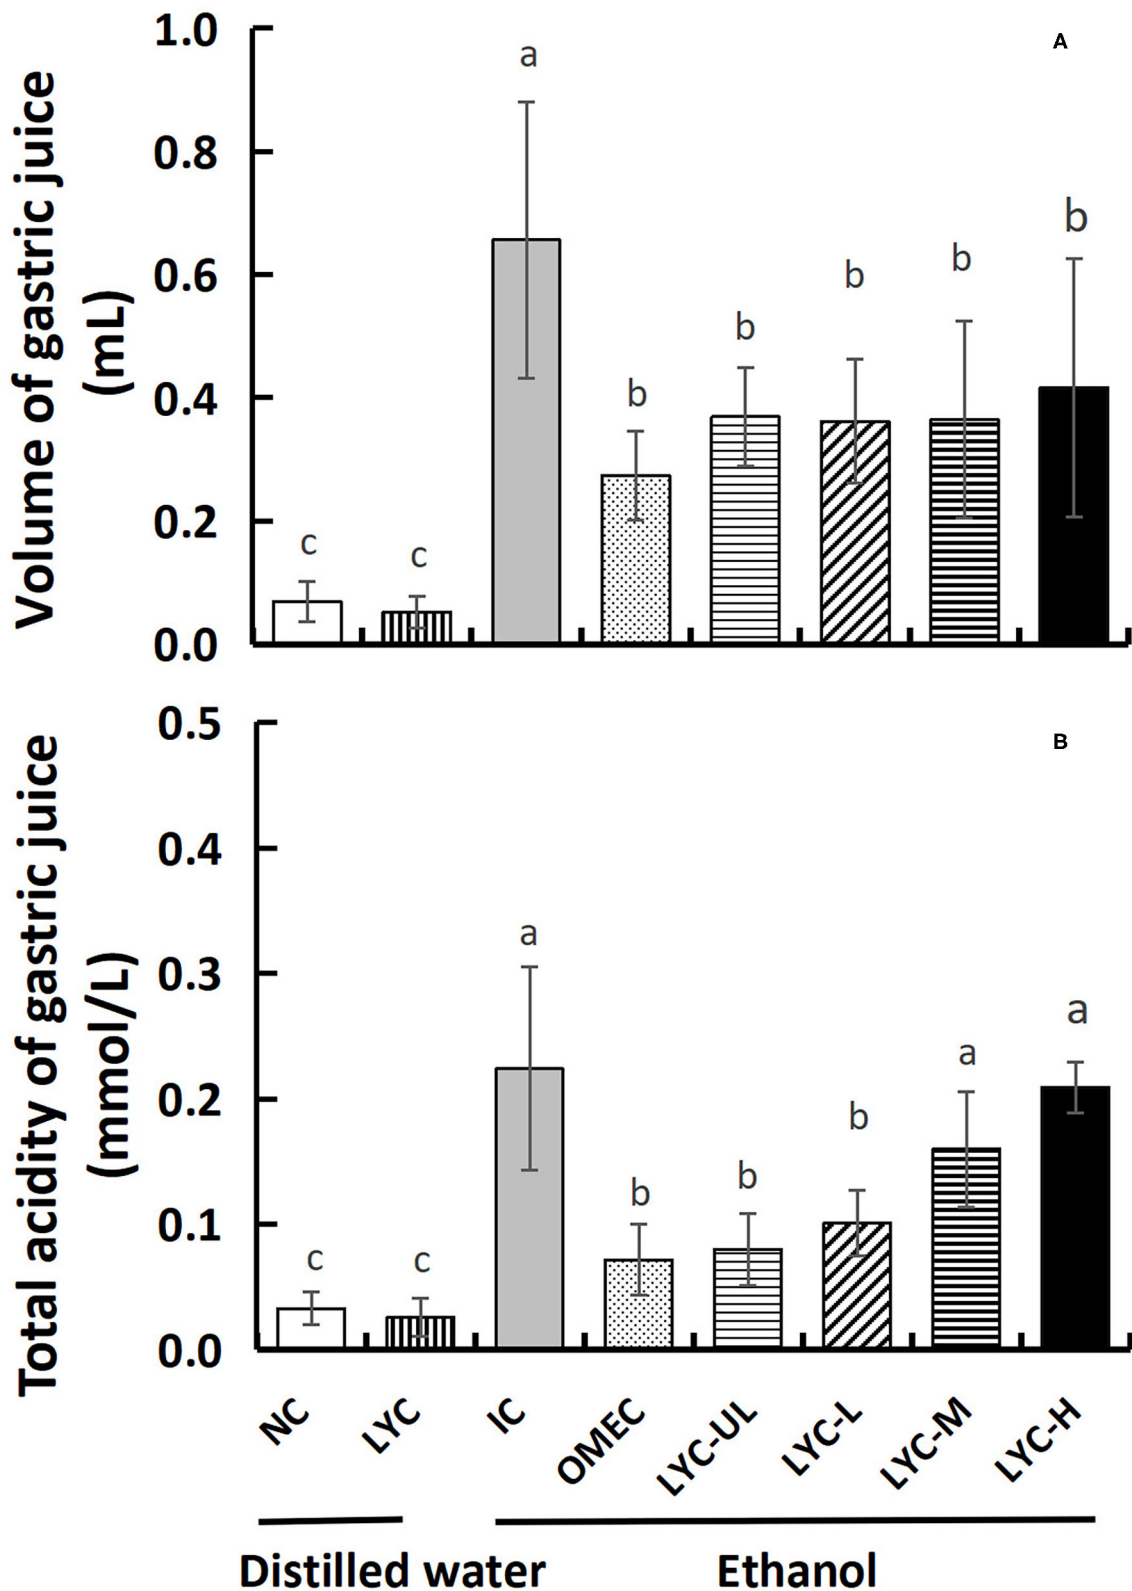 A
Volume of gastric juice
(mL)
1.0
0.8
0.6
0.4
0.2
0.0
c
c
a
b
b
b
b
b
B
Total acidity of gastric juice
(mmol/L)
0.5
0.4
0.3
0.2
0.1
0.0
c
c
a
b
b
b
a
a
NC
LYC
IC
OMEC
LYC-UL
LYC-L
LYC-M
LYC-H
Distilled water
Ethanol